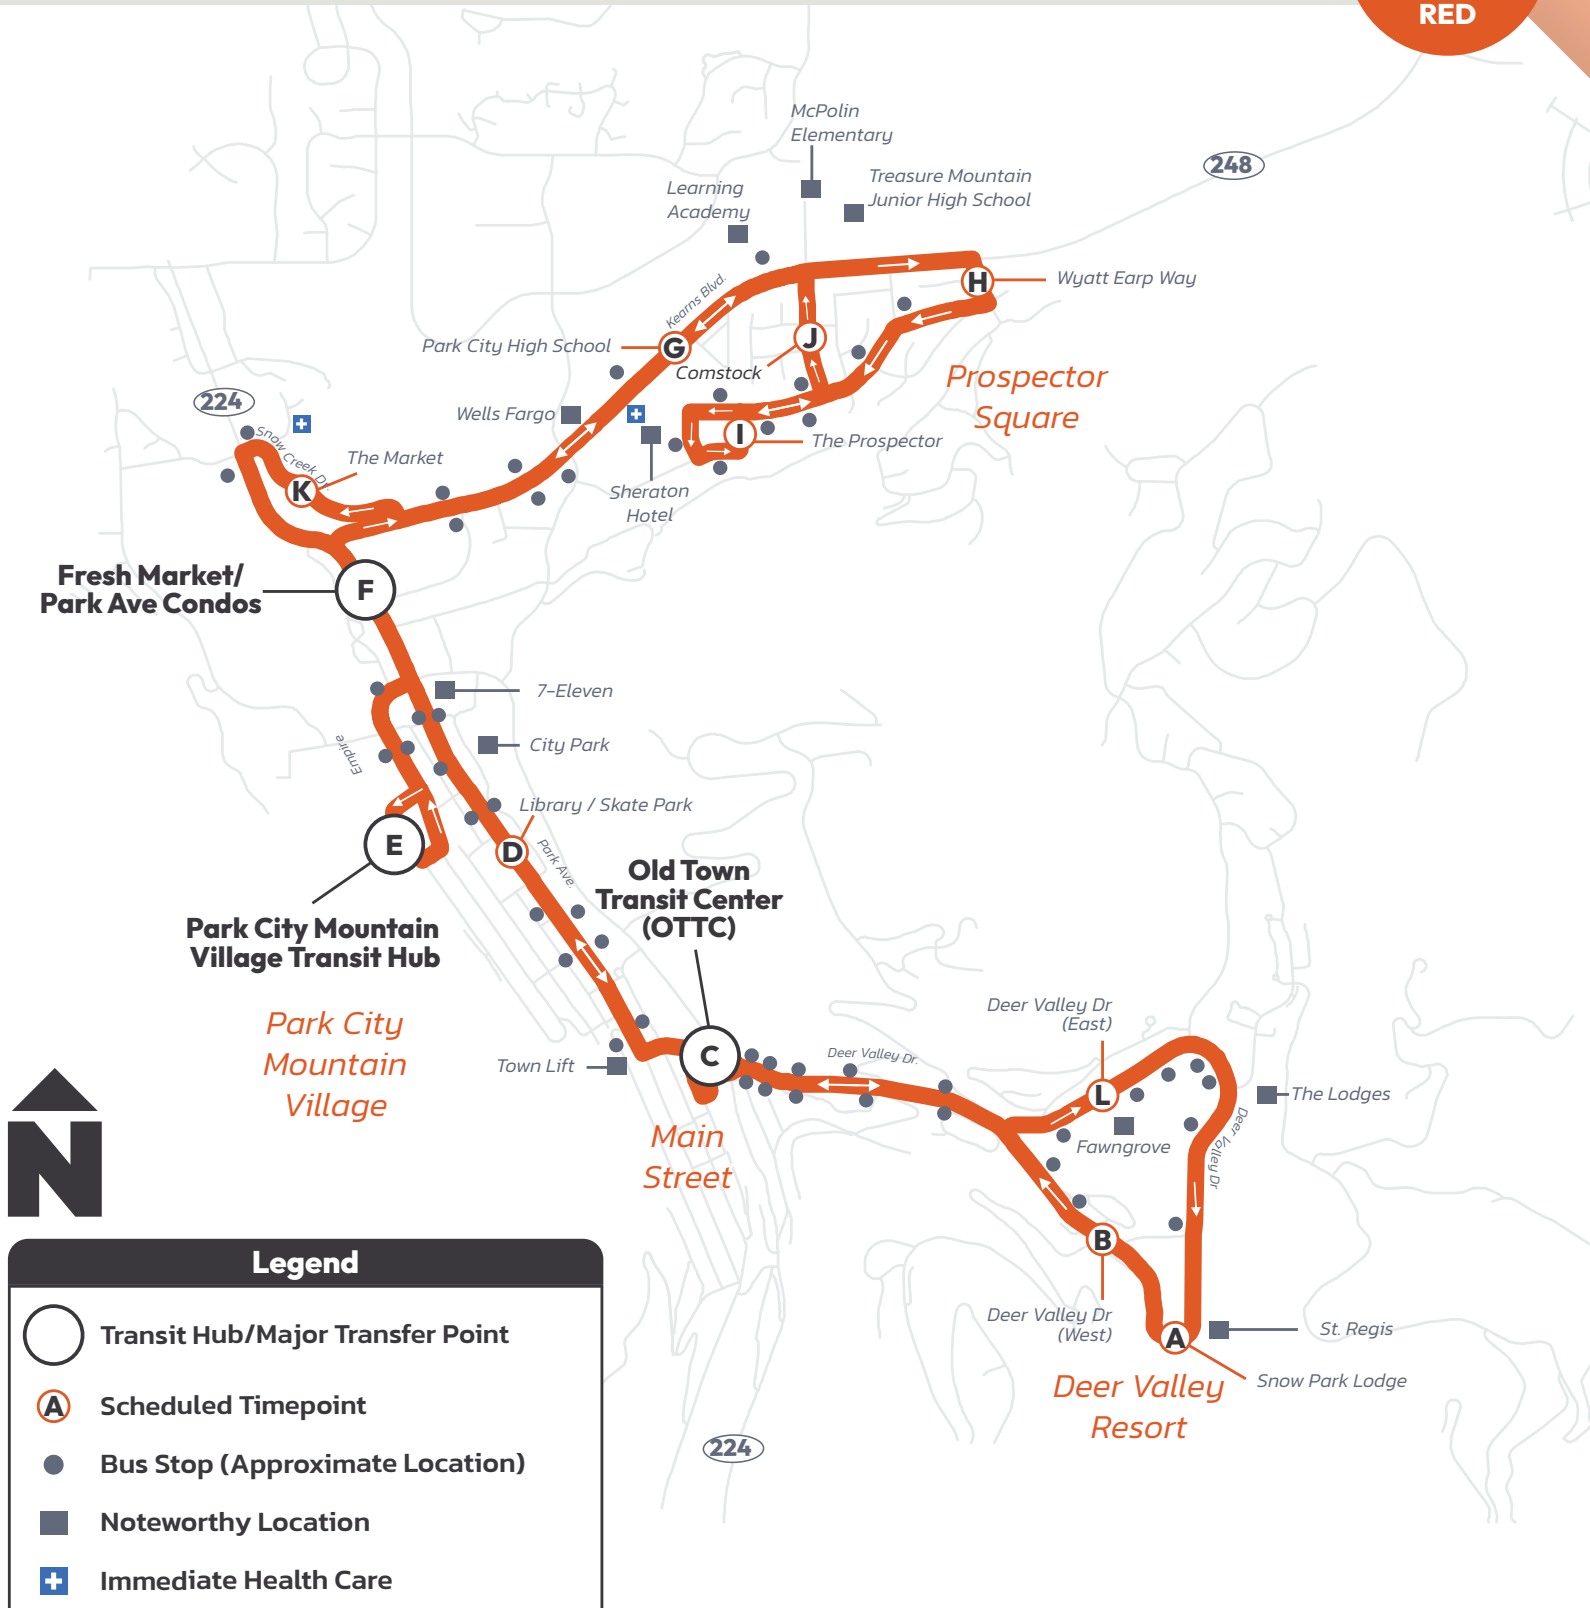 RED
McPolin
Elementary
248
Treasure Mountain
Junior High School
Learning
Academy
H
Wyatt Earp Way
Kearns Blvd.
Park City High School
G
J
Comstock
Prospector
Square
224
Wells Fargo
I
The Prospector
Snow Creek Dr.
The Market
K
Sheraton
Hotel
Fresh Market/
Park Ave Condos
F
7-Eleven
City Park
Empire
Library / Skate Park
E
D
Park Ave.
Old Town
Transit Center
(OTTC)
Park City Mountain
Village Transit Hub
Park City
Mountain
Village
Deer Valley Dr
(East)
C
Deer Valley Dr.
Town Lift
L
The Lodges
Fawngrove
Deer Valley Dr
Main
Street
N
B
Deer Valley Dr
(West)
A
St. Regis
Snow Park Lodge
Deer Valley
Resort
224
Legend
Transit Hub/Major Transfer Point
A
Scheduled Timepoint
Bus Stop (Approximate Location)
Noteworthy Location
Immediate Health Care